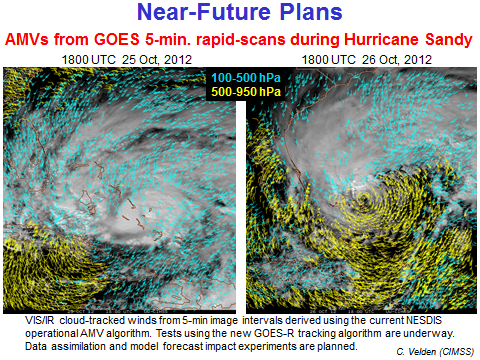 Near-Future Plans
AMVs from GOES 5-min. rapid-scans during Hurricane Sandy
1800 UTC  25 Oct, 2012
1800 UTC  26 Oct, 2012
100-500 hPa
500-950 hPa
VIS/IR cloud-tracked winds from 5-min image intervals derived using the current NESDIS
operational AMV algorithm. Tests using the new GOES-R tracking algorithm are underway.
Data assimilation and model forecast impact experiments are planned.
C. Velden (CIMSS)